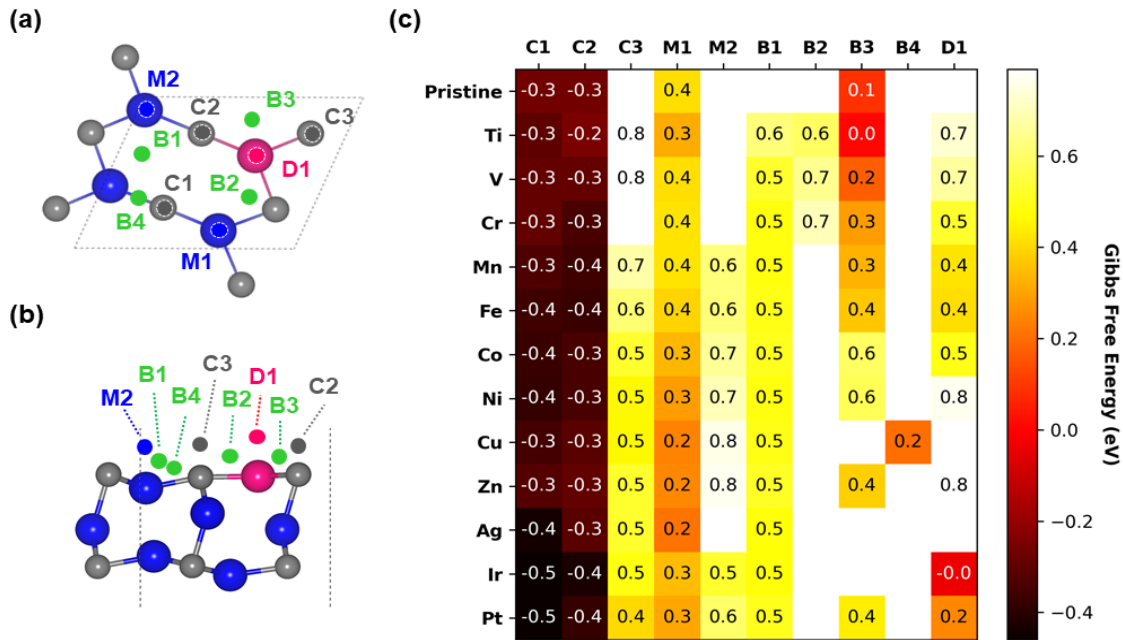 (a)
M2
C2
B3
C3
B1
D1
C1
B2
B4
M1
(b)
C3
D1
B1
B4
B2
B3
C2
M2
(c)
C1 C2 C3 M1 M2 B1 B2 B3 B4 D1
Pristine -0.3 -0.3 0.4 0.1
Ti -0.3 -0.2 0.8 0.3 0.6 0.6 0.0 0.7
V -0.3 -0.3 0.8 0.4 0.5 0.7 0.2 0.7
Cr -0.3 -0.3 0.4 0.5 0.7 0.3 0.5
Mn -0.3 -0.4 0.7 0.4 0.6 0.5 0.3 0.4
Fe -0.4 -0.4 0.6 0.4 0.6 0.5 0.4 0.4
Co -0.4 -0.3 0.5 0.3 0.7 0.5 0.6 0.5
Ni -0.4 -0.3 0.5 0.3 0.7 0.5 0.6 0.8
Cu -0.3 -0.3 0.5 0.2 0.8 0.5 0.2
Zn -0.3 -0.3 0.5 0.2 0.8 0.5 0.4 0.8
Ag -0.4 -0.3 0.5 0.2 0.5
Ir -0.5 -0.4 0.5 0.3 0.5 0.5 -0.0
Pt -0.5 -0.4 0.4 0.3 0.6 0.5 0.4 0.2
0.6
0.4
0.2
0.0
−0.2
−0.4
Gibbs Free Energy (eV)